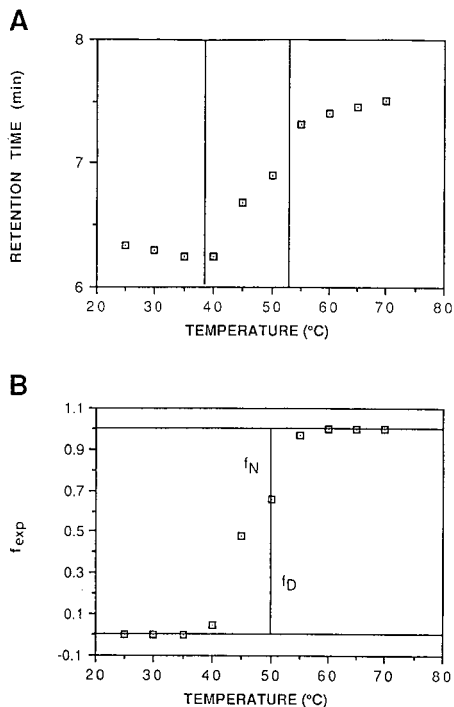 A
RETENTION TIME (min)
8
7
6
20 30 40 50 60 70 80
TEMPERATURE (°C)
B
f_exp
1.1
0.9
0.7
0.5
0.3
0.1
-0.1
f_N
f_D
20 30 40 50 60 70 80
TEMPERATURE (°C)